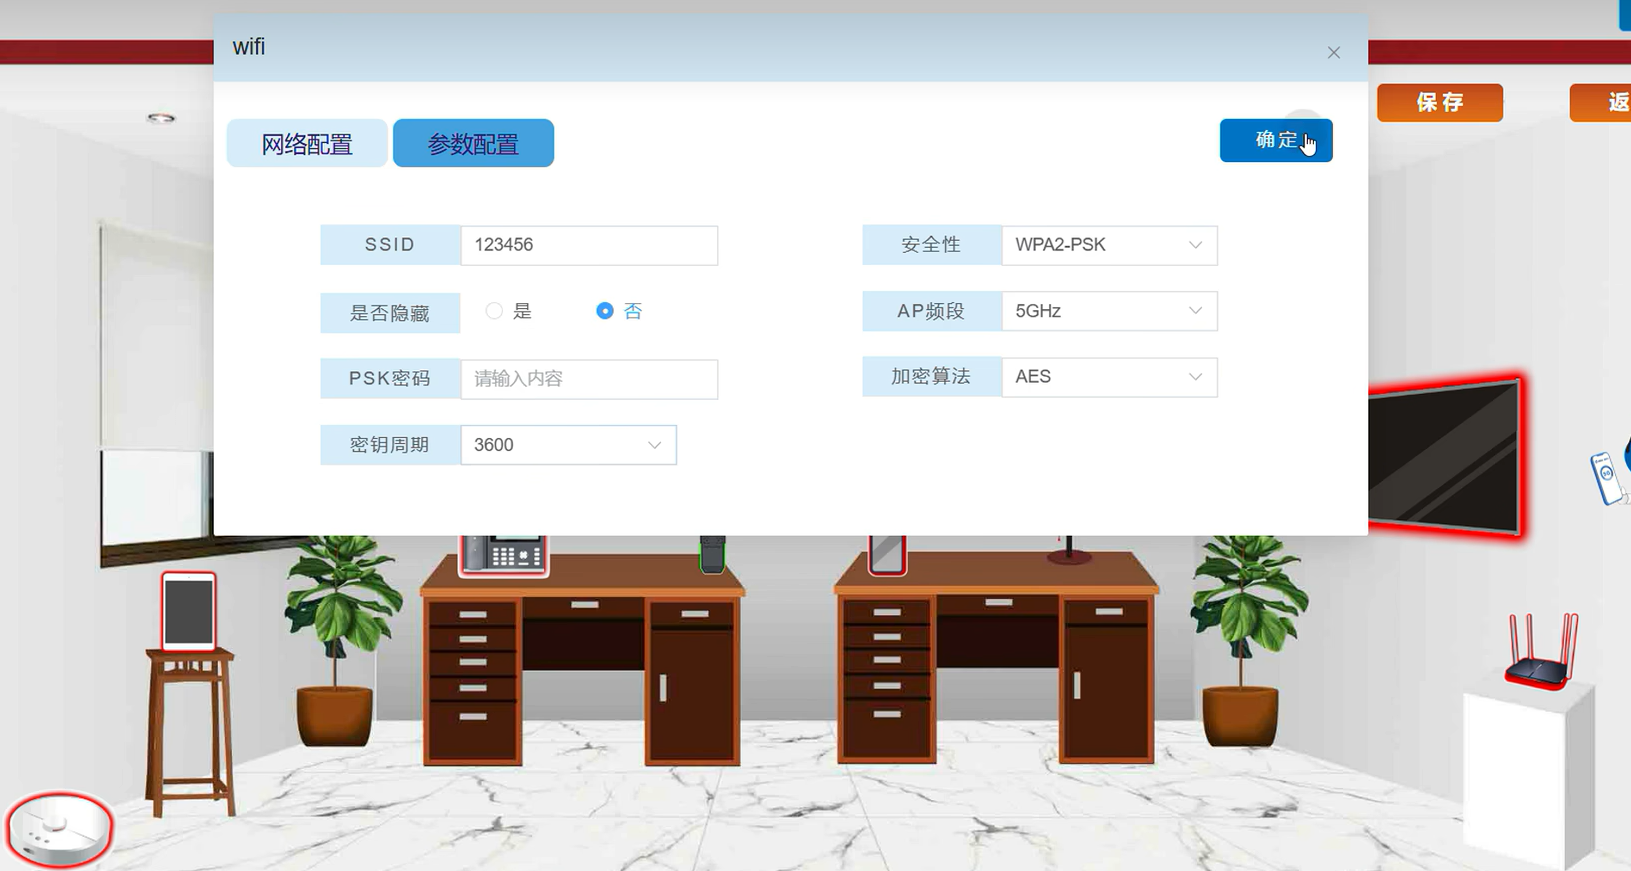 wifi
保存
返
网络配置
参数配置
确定
SSID
123456
安全性
WPA2-PSK
是否隐藏
是
否
AP频段
5GHz
PSK密码
请输入内容
加密算法
AES
密钥周期
3600